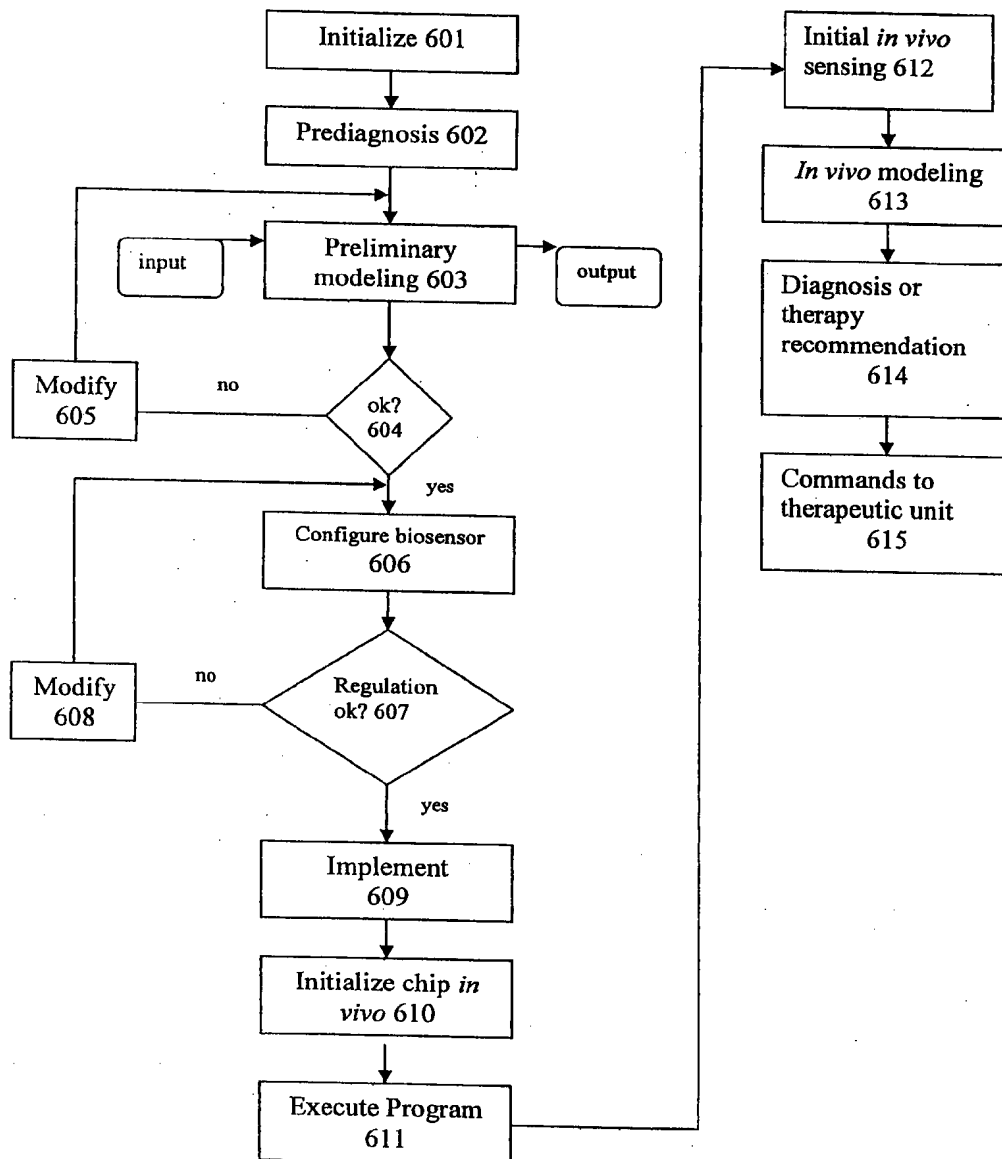 Initialize 601
Prediagnosis 602
input
Preliminary
modeling 603
output
Modify
605
no
ok?
604
yes
Configure biosensor
606
Modify
608
no
Regulation
ok? 607
yes
Implement
609
Initialize chip in
vivo 610
Execute Program
611
Initial in vivo
sensing 612
In vivo modeling
613
Diagnosis or
therapy
recommendation
614
Commands to
therapeutic unit
615